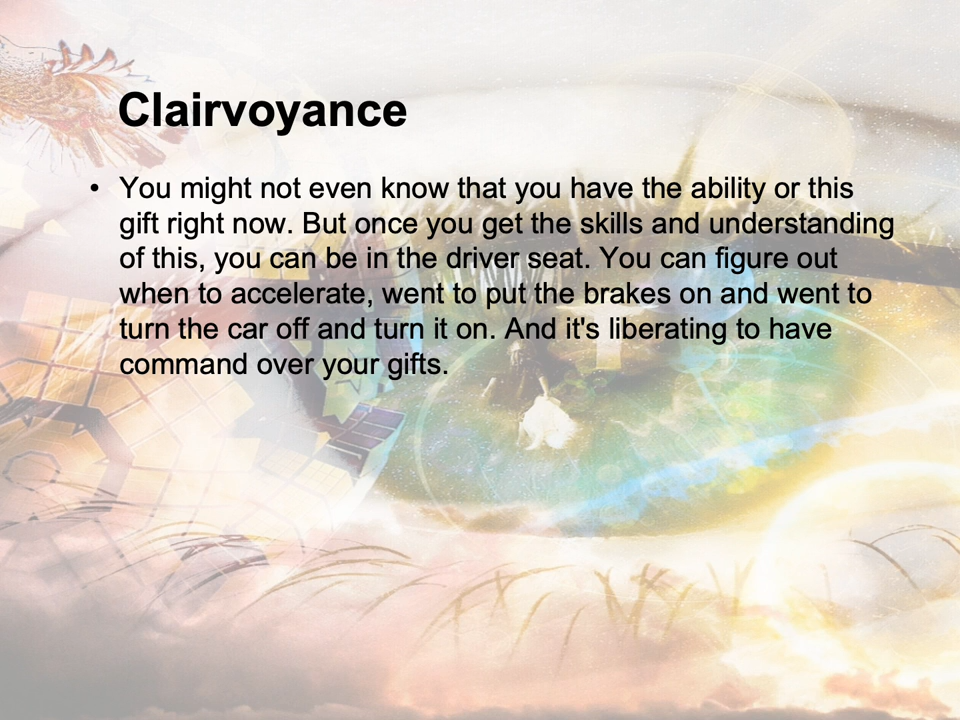 Clairvoyance
• You might not even know that you have the ability or this
gift right now. But once you get the skills and understanding
of this, you can be in the driver seat. You can figure out
when to accelerate, went to put the brakes on and went to
turn the car off and turn it on. And it's liberating to have
command over your gifts.